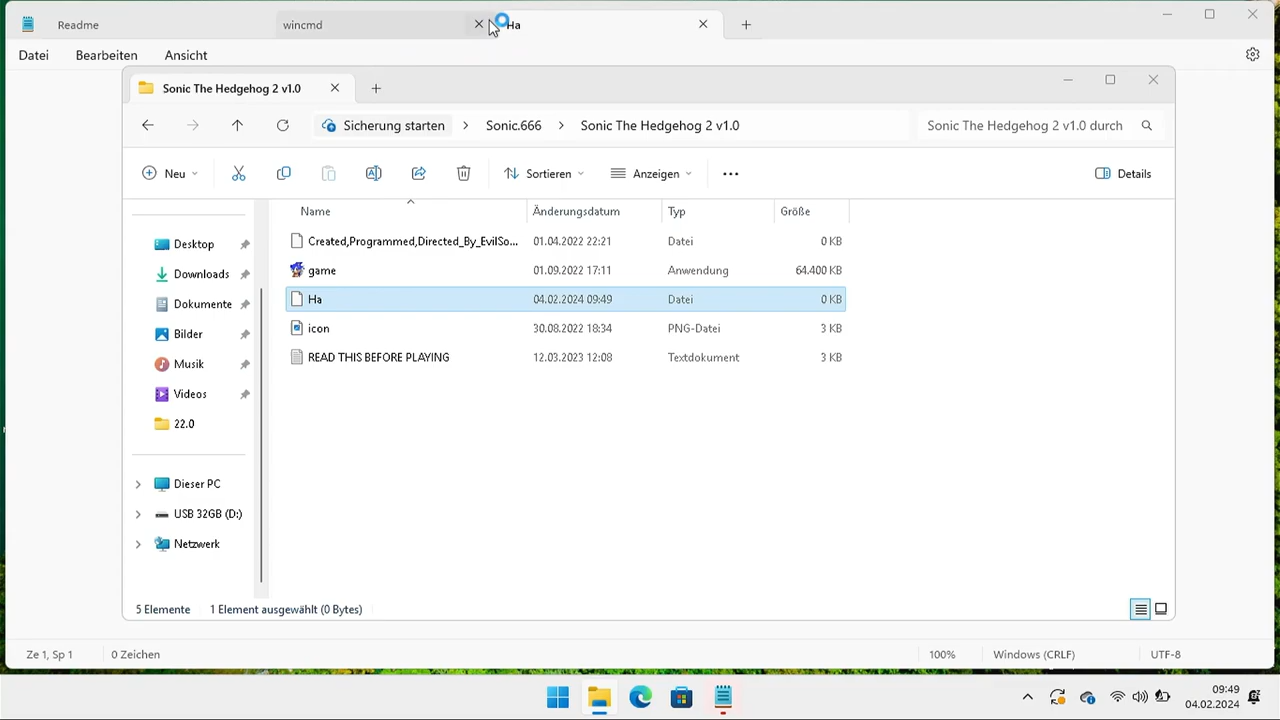 Readme
wincmd
Ha
Datei
Bearbeiten
Ansicht
Sonic The Hedgehog 2 v1.0
Sicherung starten
Sonic.666
Sonic The Hedgehog 2 v1.0
Sonic The Hedgehog 2 v1.0 durch
Neu
Sortieren
Anzeigen
Details
Name
Änderungsdatum
Typ
Größe
Created,Programmed,Directed_By_EvilSo...
01.04.2022 22:21
Datei
0 KB
game
01.09.2022 17:11
Anwendung
64.400 KB
Ha
04.02.2024 09:49
Datei
0 KB
icon
30.08.2022 18:34
PNG-Datei
3 KB
READ THIS BEFORE PLAYING
12.03.2023 12:08
Textdokument
3 KB
Desktop
Downloads
Dokumente
Bilder
Musik
Videos
22.0
Dieser PC
USB 32GB (D:)
Netzwerk
5 Elemente
1 Element ausgewählt (0 Bytes)
Ze 1, Sp 1
0 Zeichen
100%
Windows (CRLF)
UTF-8
09:49
04.02.2024